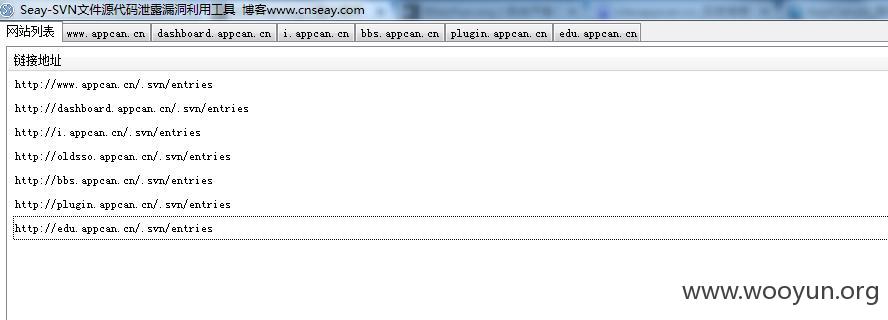 Seay-SVN文件源代码泄露漏洞利用工具 博客www.cnseay.com
网站列表 www.appcan.cn dashboard.appcan.cn i.appcan.cn bbs.appcan.cn plugin.appcan.cn edu.appcan.cn
链接地址
http://www.appcan.cn/.svn/entries
http://dashboard.appcan.cn/.svn/entries
http://i.appcan.cn/.svn/entries
http://oldsso.appcan.cn/.svn/entries
http://bbs.appcan.cn/.svn/entries
http://plugin.appcan.cn/.svn/entries
http://edu.appcan.cn/.svn/entries
www.wooyun.org